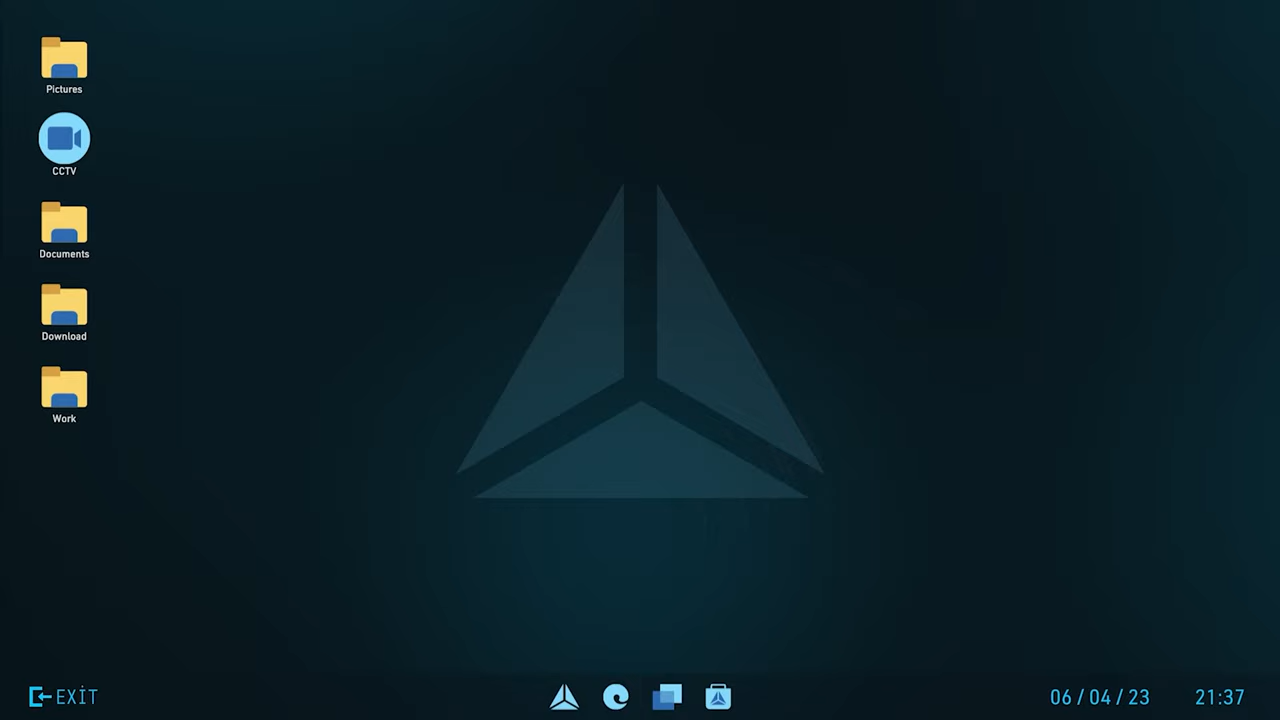 Pictures
CCTV
Documents
Download
Work
EXİT
06 / 04 / 23
21:37